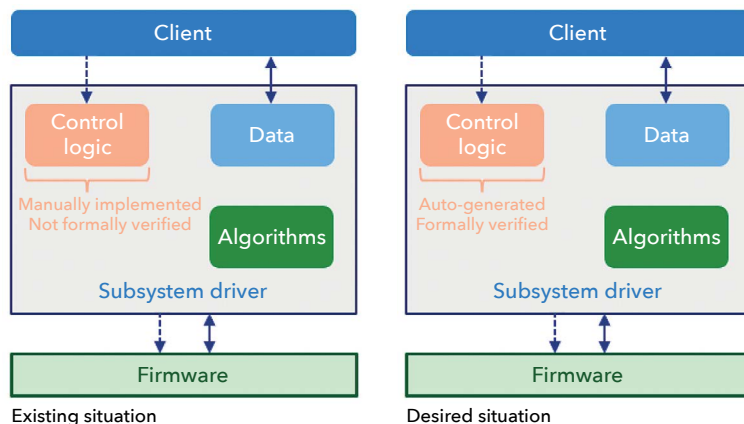 Client
Control
logic
Data
Manually implemented
Not formally verified
Algorithms
Subsystem driver
Firmware
Existing situation
Client
Control
logic
Data
Auto-generated
Formally verified
Algorithms
Subsystem driver
Firmware
Desired situation